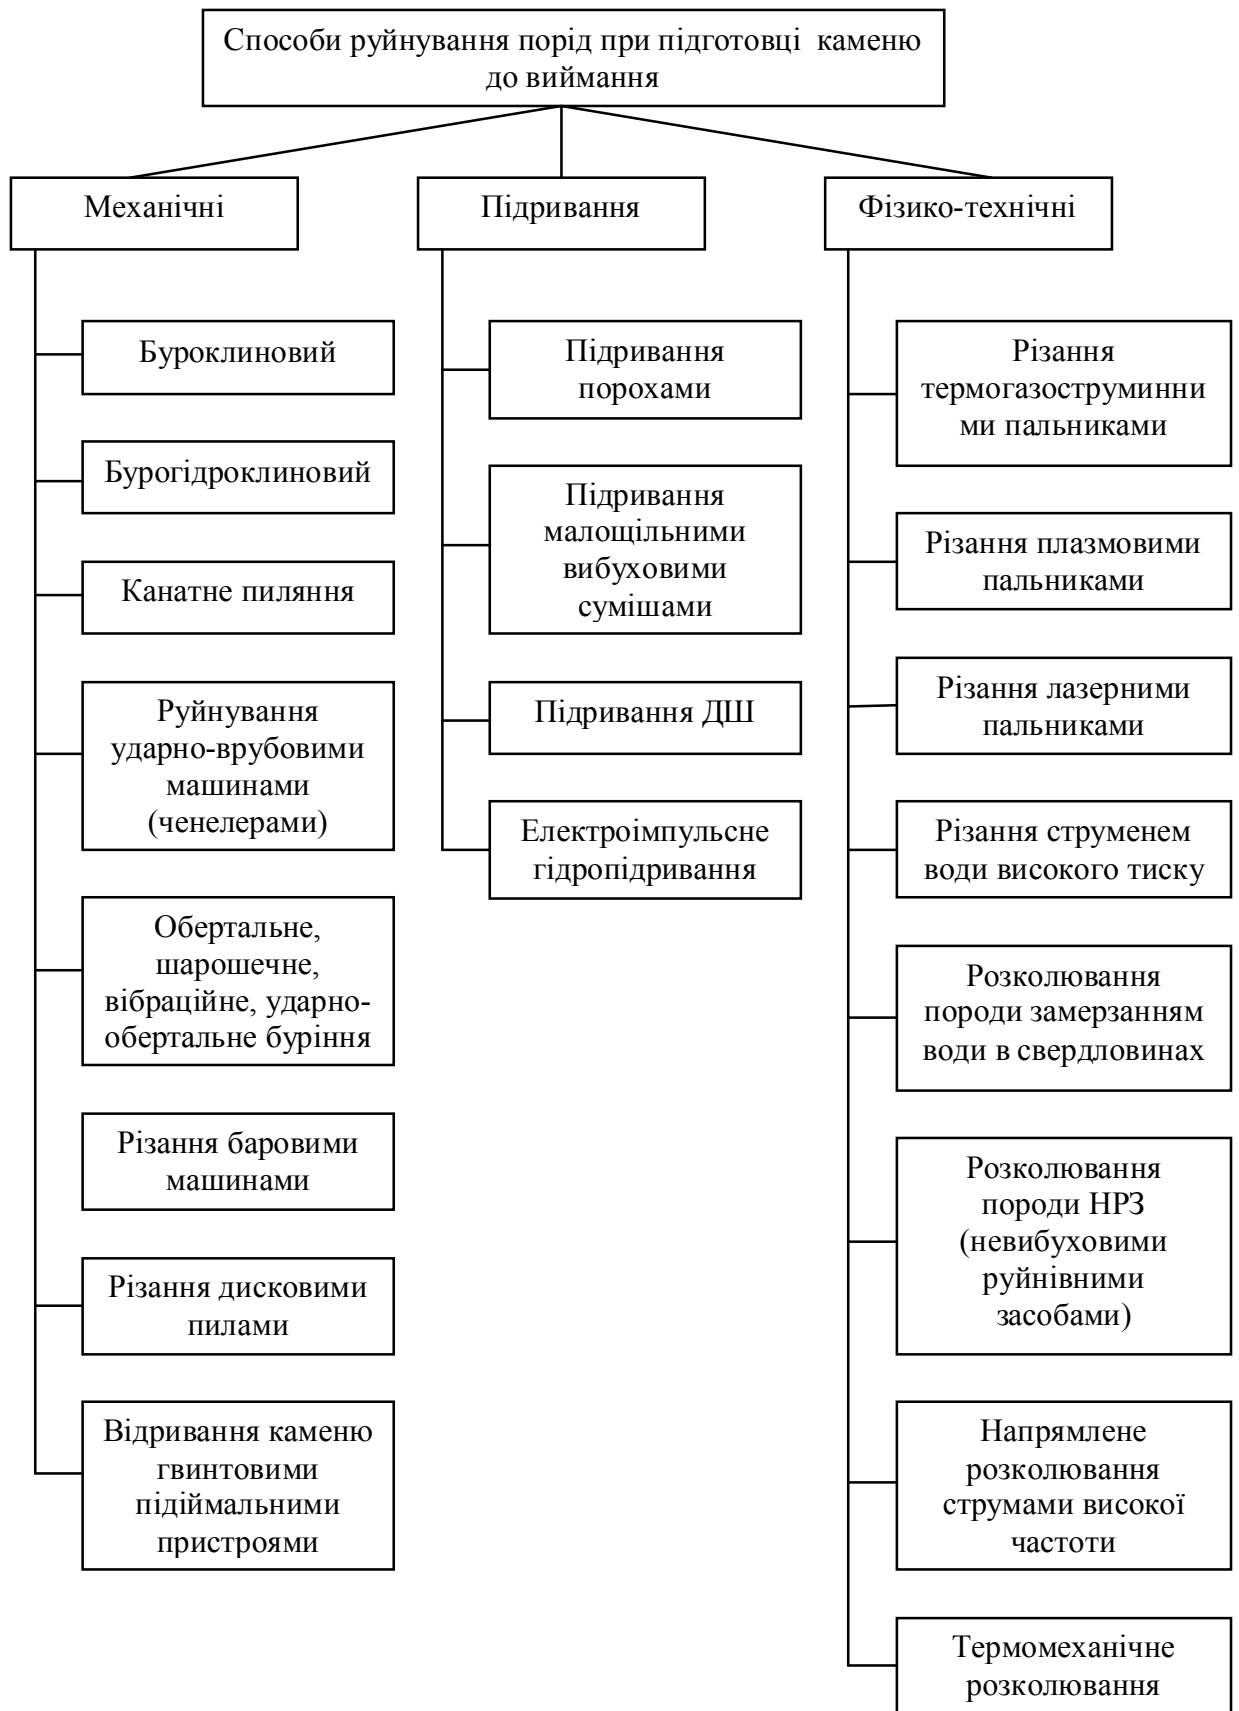 Способи руйнування порід при підготовці каменю
до виймання
Механічні
Підривання
Фізико-технічні
Буроклиновий
Бурогідроклиновий
Канатне пиляння
Руйнування
ударно-врубовими
машинами
(ченелерами)
Обертальне,
шарошечне,
вібраційне, ударно-
обертальне буріння
Різання баровими
машинами
Різання дисковими
пилами
Відривання каменю
гвинтовими
підіймальними
пристроями
Підривання
порохами
Підривання
малощільними
вибуховими
сумішами
Підривання ДШ
Електроімпульсне
гідропідривання
Різання
термогазоструминни
ми пальниками
Різання плазмовими
пальниками
Різання лазерними
пальниками
Різання струменем
води високого тиску
Розколювання
породи замерзанням
води в свердловинах
Розколювання
породи НРЗ
(невибуховими
руйнівними
засобами)
Напрямлене
розколювання
струмами високої
частоти
Термомеханічне
розколювання